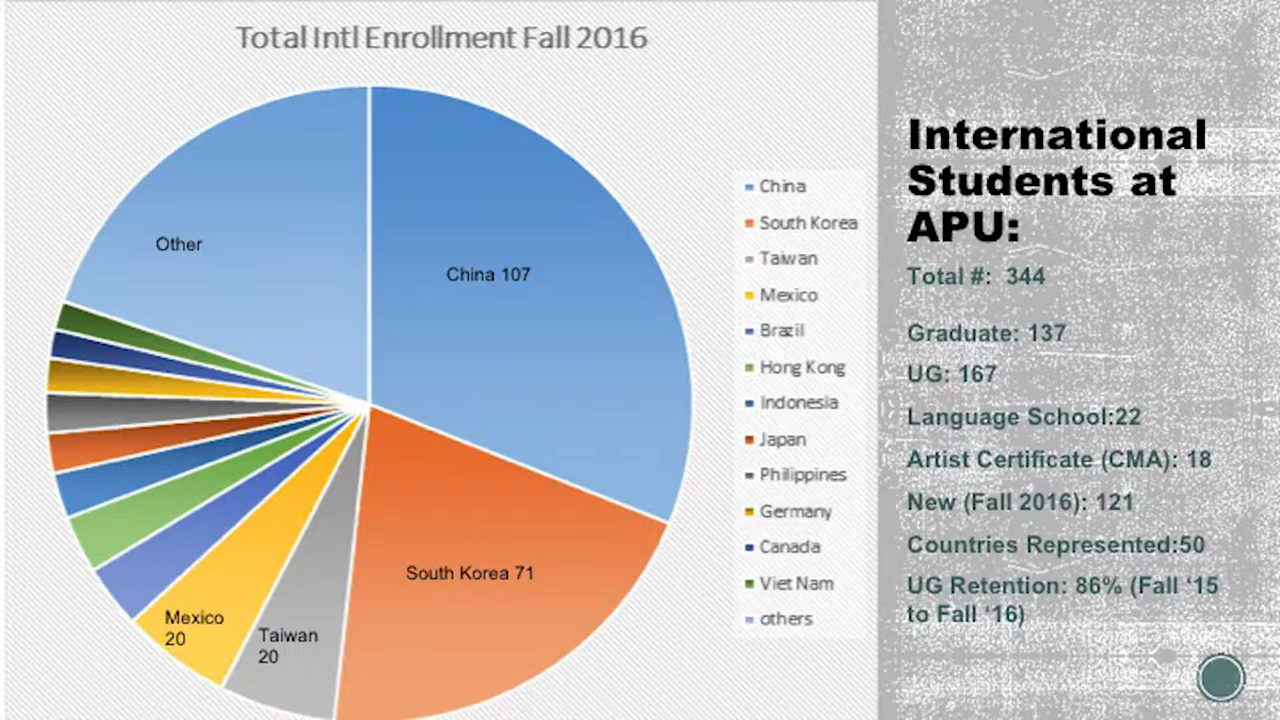 Total Intl Enrollment Fall 2016
Other
China 107
South Korea 71
Mexico
20
Taiwan
20
China
South Korea
Taiwan
Mexico
Brazil
Hong Kong
Indonesia
Japan
Philippines
Germany
Canada
Viet Nam
others
International
Students at
APU:
Total #: 344
Graduate: 137
UG: 167
Language School:22
Artist Certificate (CMA): 18
New (Fall 2016): 121
Countries Represented:50
UG Retention: 86% (Fall ‘15
to Fall ‘16)